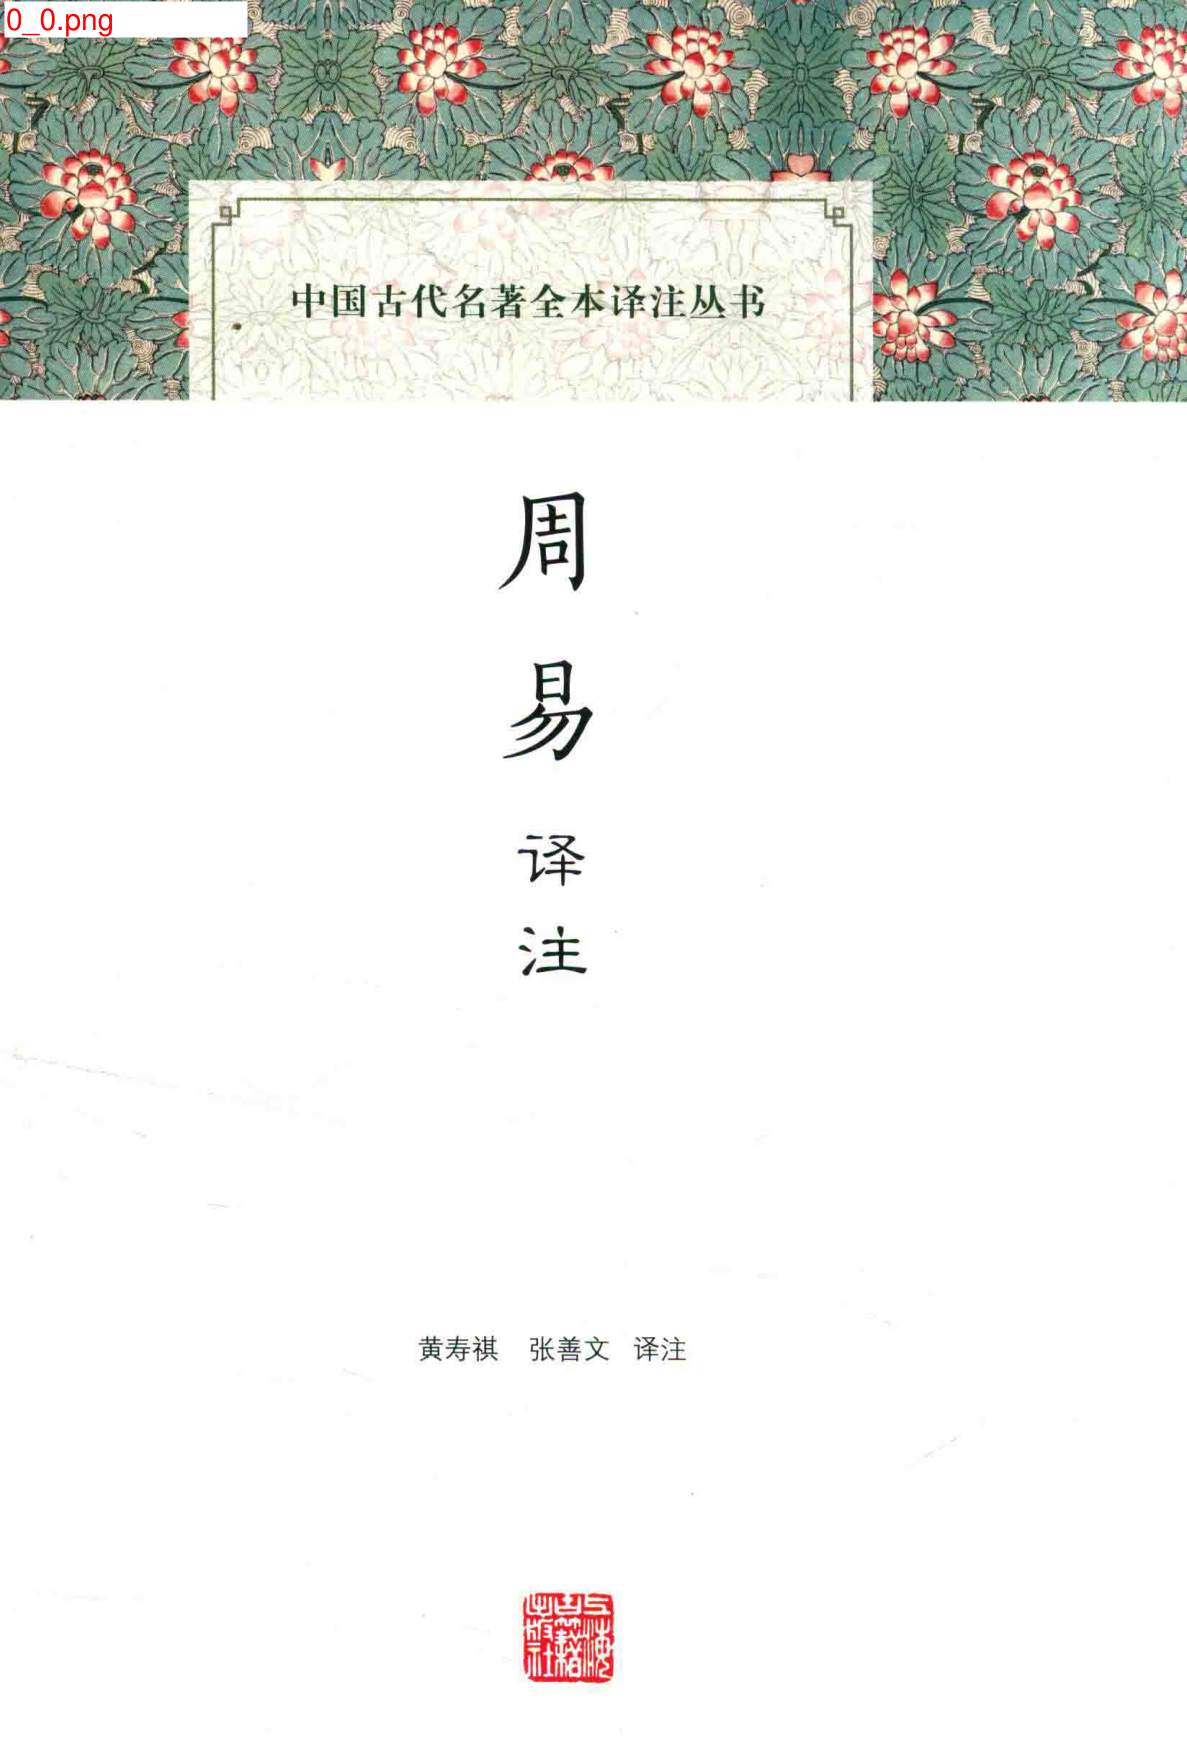 0_0.png
中国古代名著全本译注丛书
周
易
译
注
黄寿祺 张善文 译注
上海
古籍
出版社